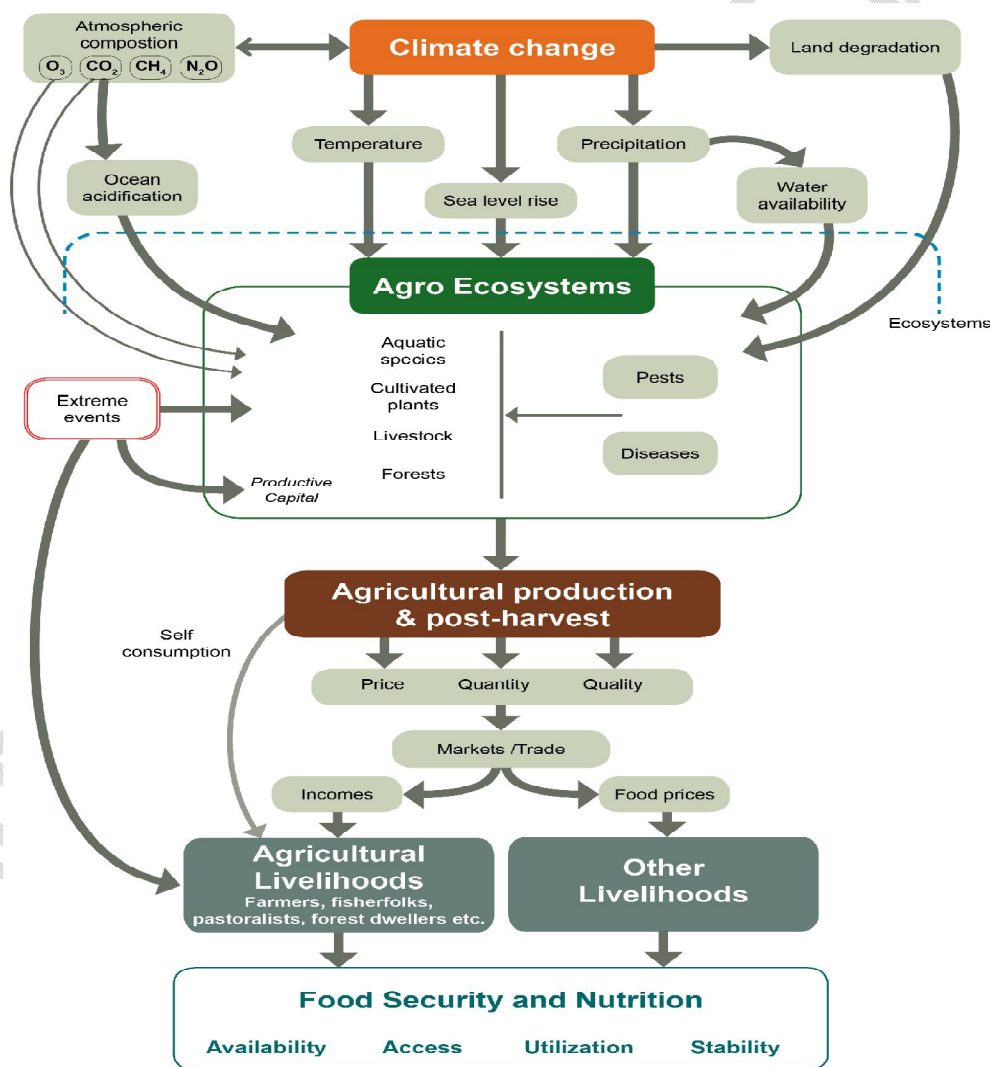 Atmospheric
compostion
O3 CO2 CH4 N2O
Climate change
Land degradation
Temperature
Precipitation
Ocean
acidification
Sea level rise
Water
availability
Agro Ecosystems
Ecosystems
Aquatic
species
Cultivated
plants
Livestock
Forests
Pests
Diseases
Extreme
events
Productive
Capital
Agricultural production
& post-harvest
Self
consumption
Price Quantity Quality
Markets /Trade
Incomes
Food prices
Agricultural
Livelihoods
Farmers, fisherfolks,
pastoralists, forest dwellers etc.
Other
Livelihoods
Food Security and Nutrition
Availability Access Utilization Stability